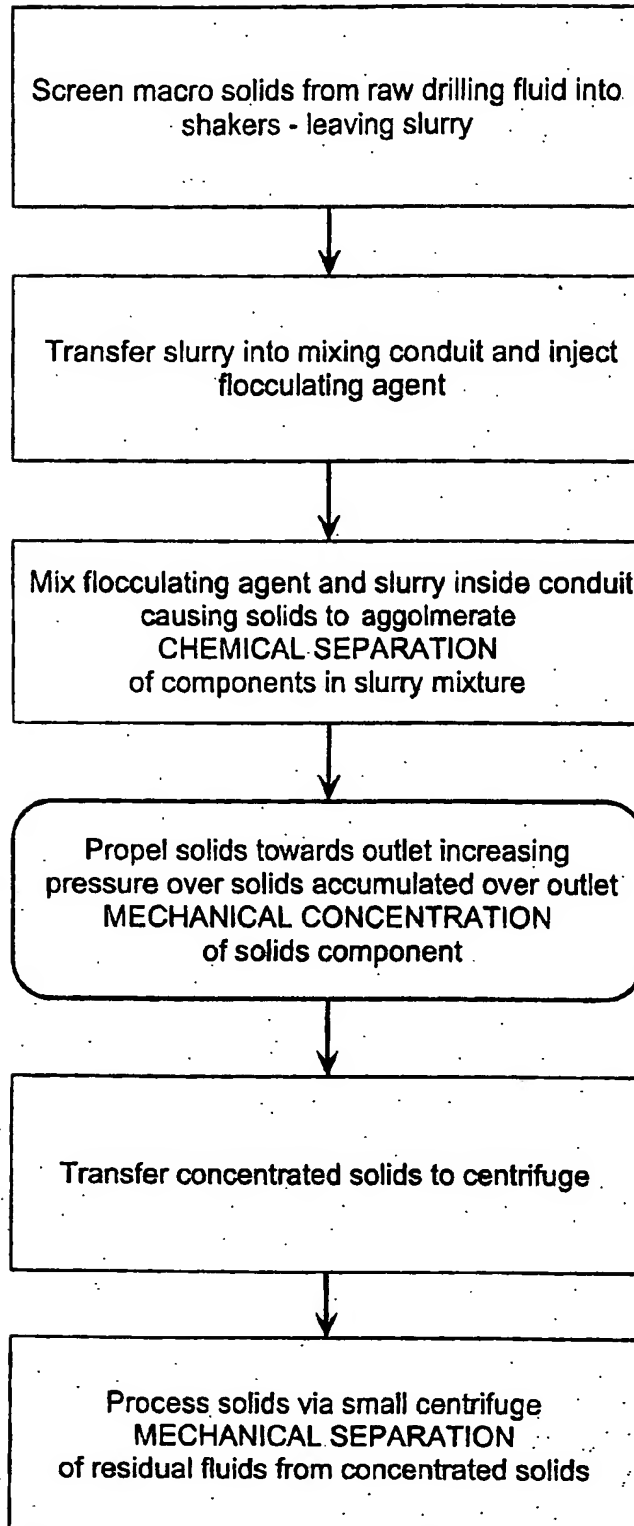 Screen macro solids from raw drilling fluid into
shakers - leaving slurry
Transfer slurry into mixing conduit and inject
flocculating agent
Mix flocculating agent and slurry inside conduit
causing solids to aggolmerate
CHEMICAL SEPARATION
of components in slurry mixture
Propel solids towards outlet increasing
pressure over solids accumulated over outlet
MECHANICAL CONCENTRATION
of solids component
Transfer concentrated solids to centrifuge
Process solids via small centrifuge
MECHANICAL SEPARATION
of residual fluids from concentrated solids